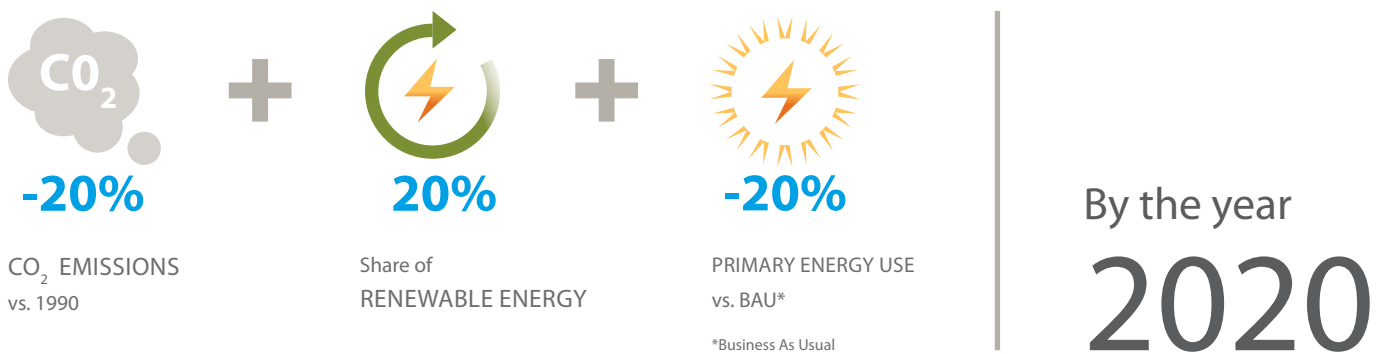 CO₂
-20%
CO₂ EMISSIONS
vs. 1990
+
20%
Share of
RENEWABLE ENERGY
+
-20%
PRIMARY ENERGY USE
vs. BAU*
*Business As Usual
By the year
2020